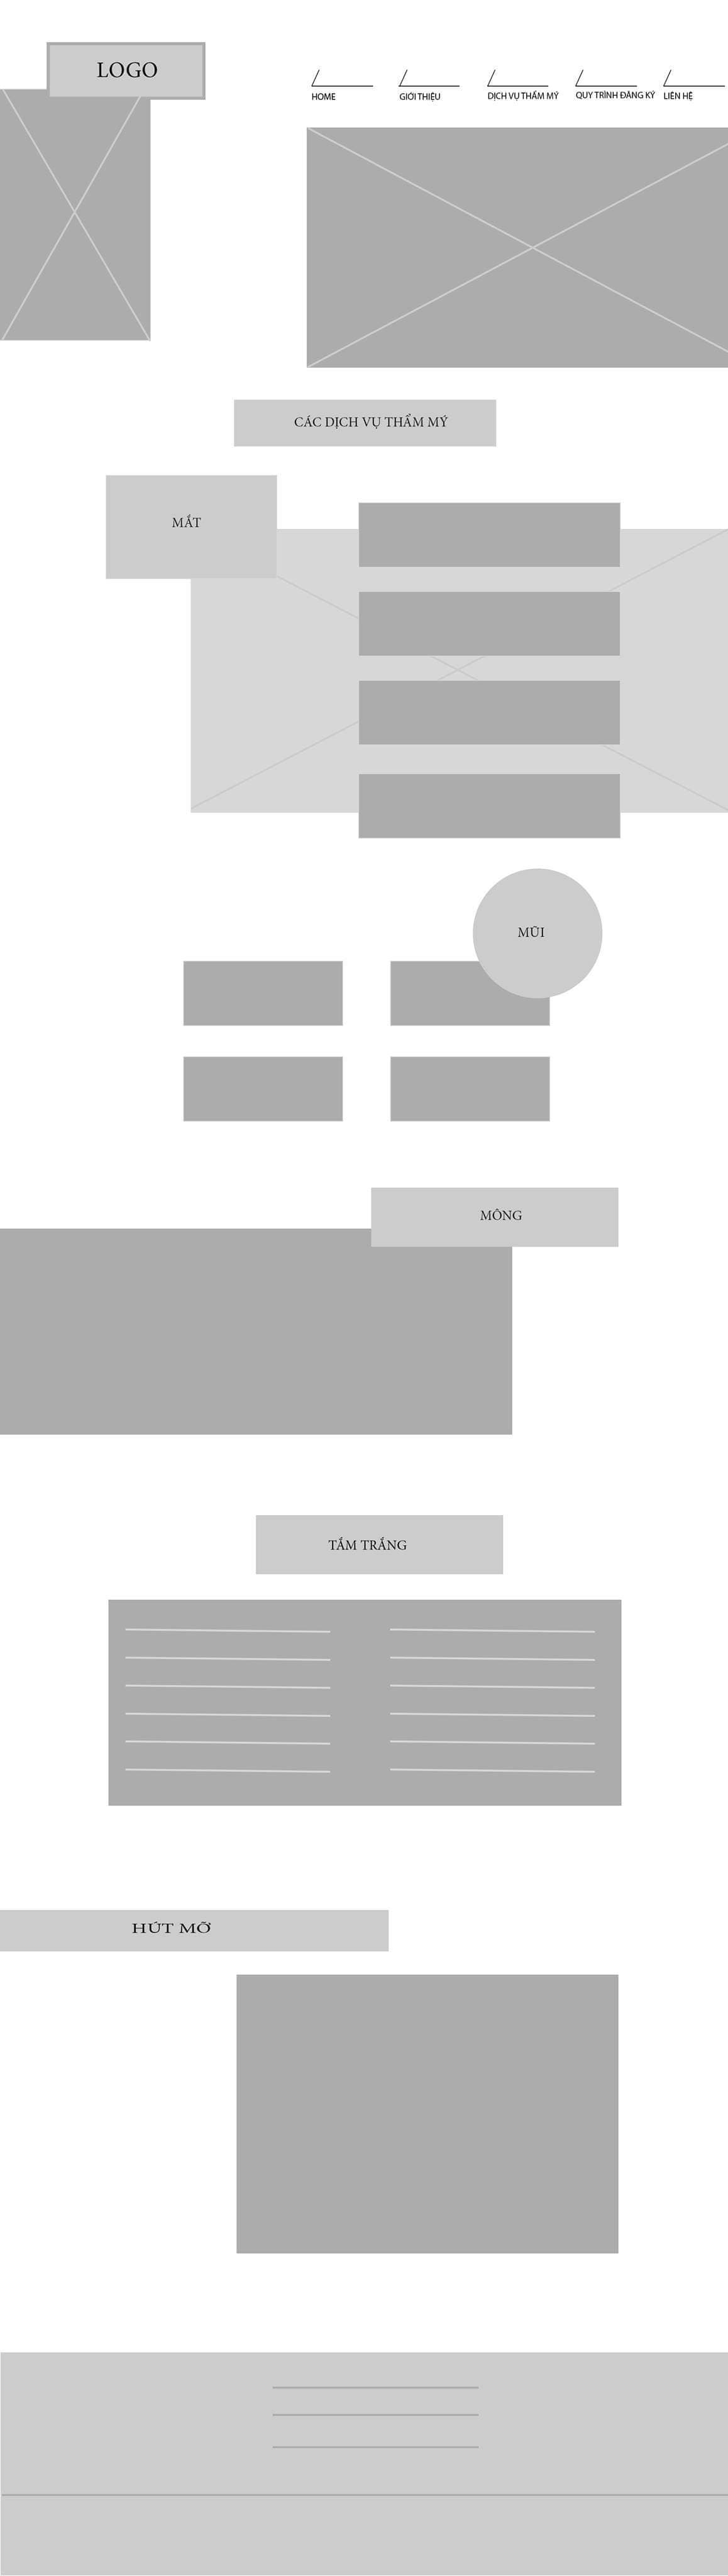 LOGO
HOME
GIỚI THIỆU
DỊCH VỤ THẨM MỸ
QUY TRÌNH ĐĂNG KÝ
LIÊN HỆ
CÁC DỊCH VỤ THẨM MỸ
MẮT
MŨI
MÔNG
TẮM TRẮNG
HÚT MỠ